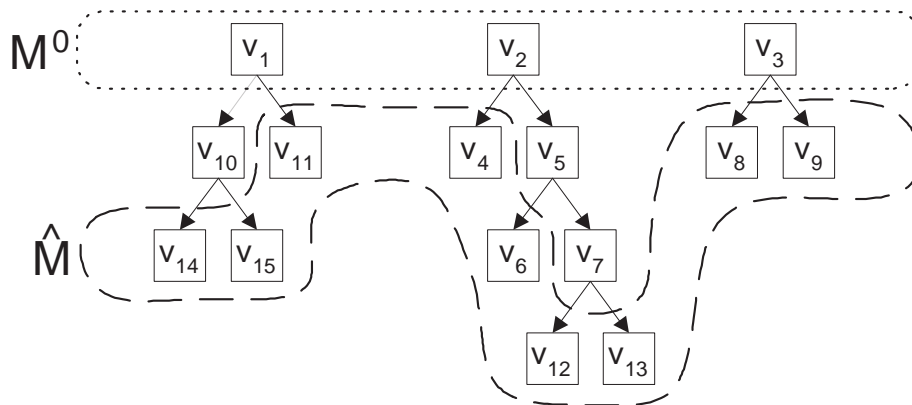 M⁰ v₁ v₂ v₃
v₁₀ v₁₁ v₄ v₅ v₈ v₉
M̂ v₁₄ v₁₅ v₆ v₇
v₁₂ v₁₃